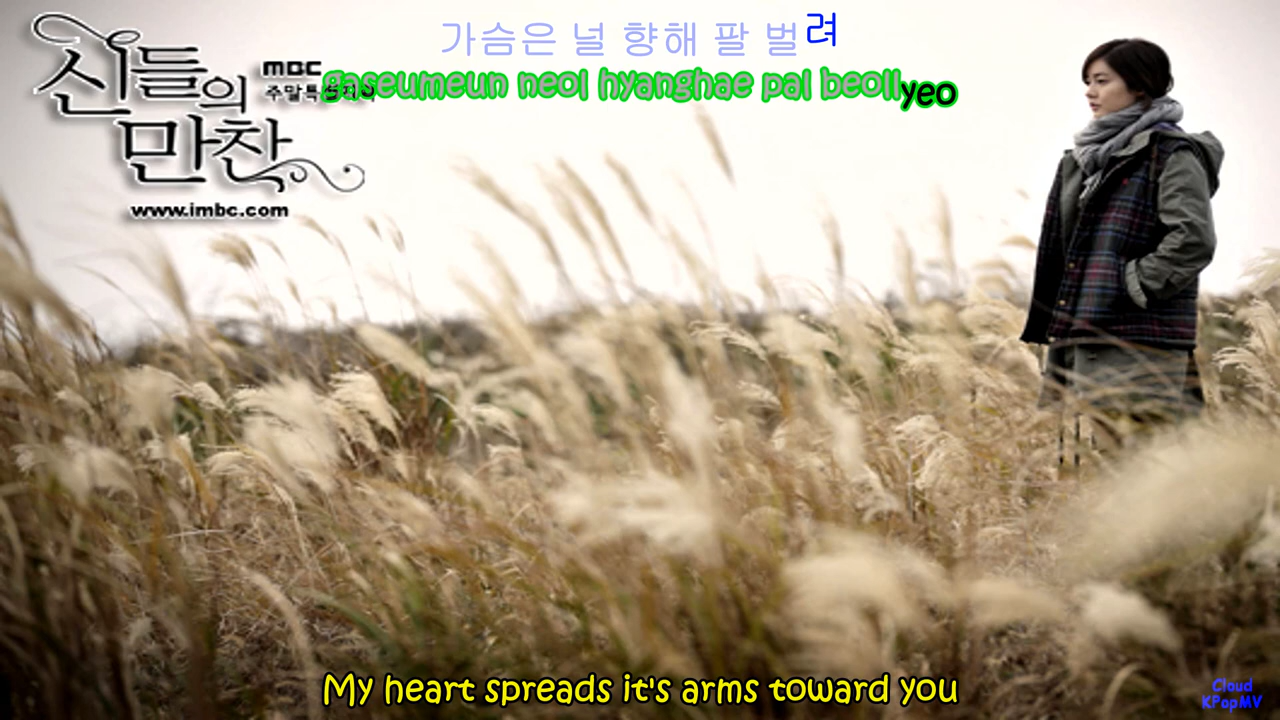 가슴은 널 향해 팔 벌려
gaseumeun neol hyanghae pal beollyeo
신들의
만찬
MBC
주말특
www.imbc.com
My heart spreads it's arms toward you
Cloud
KPopMV